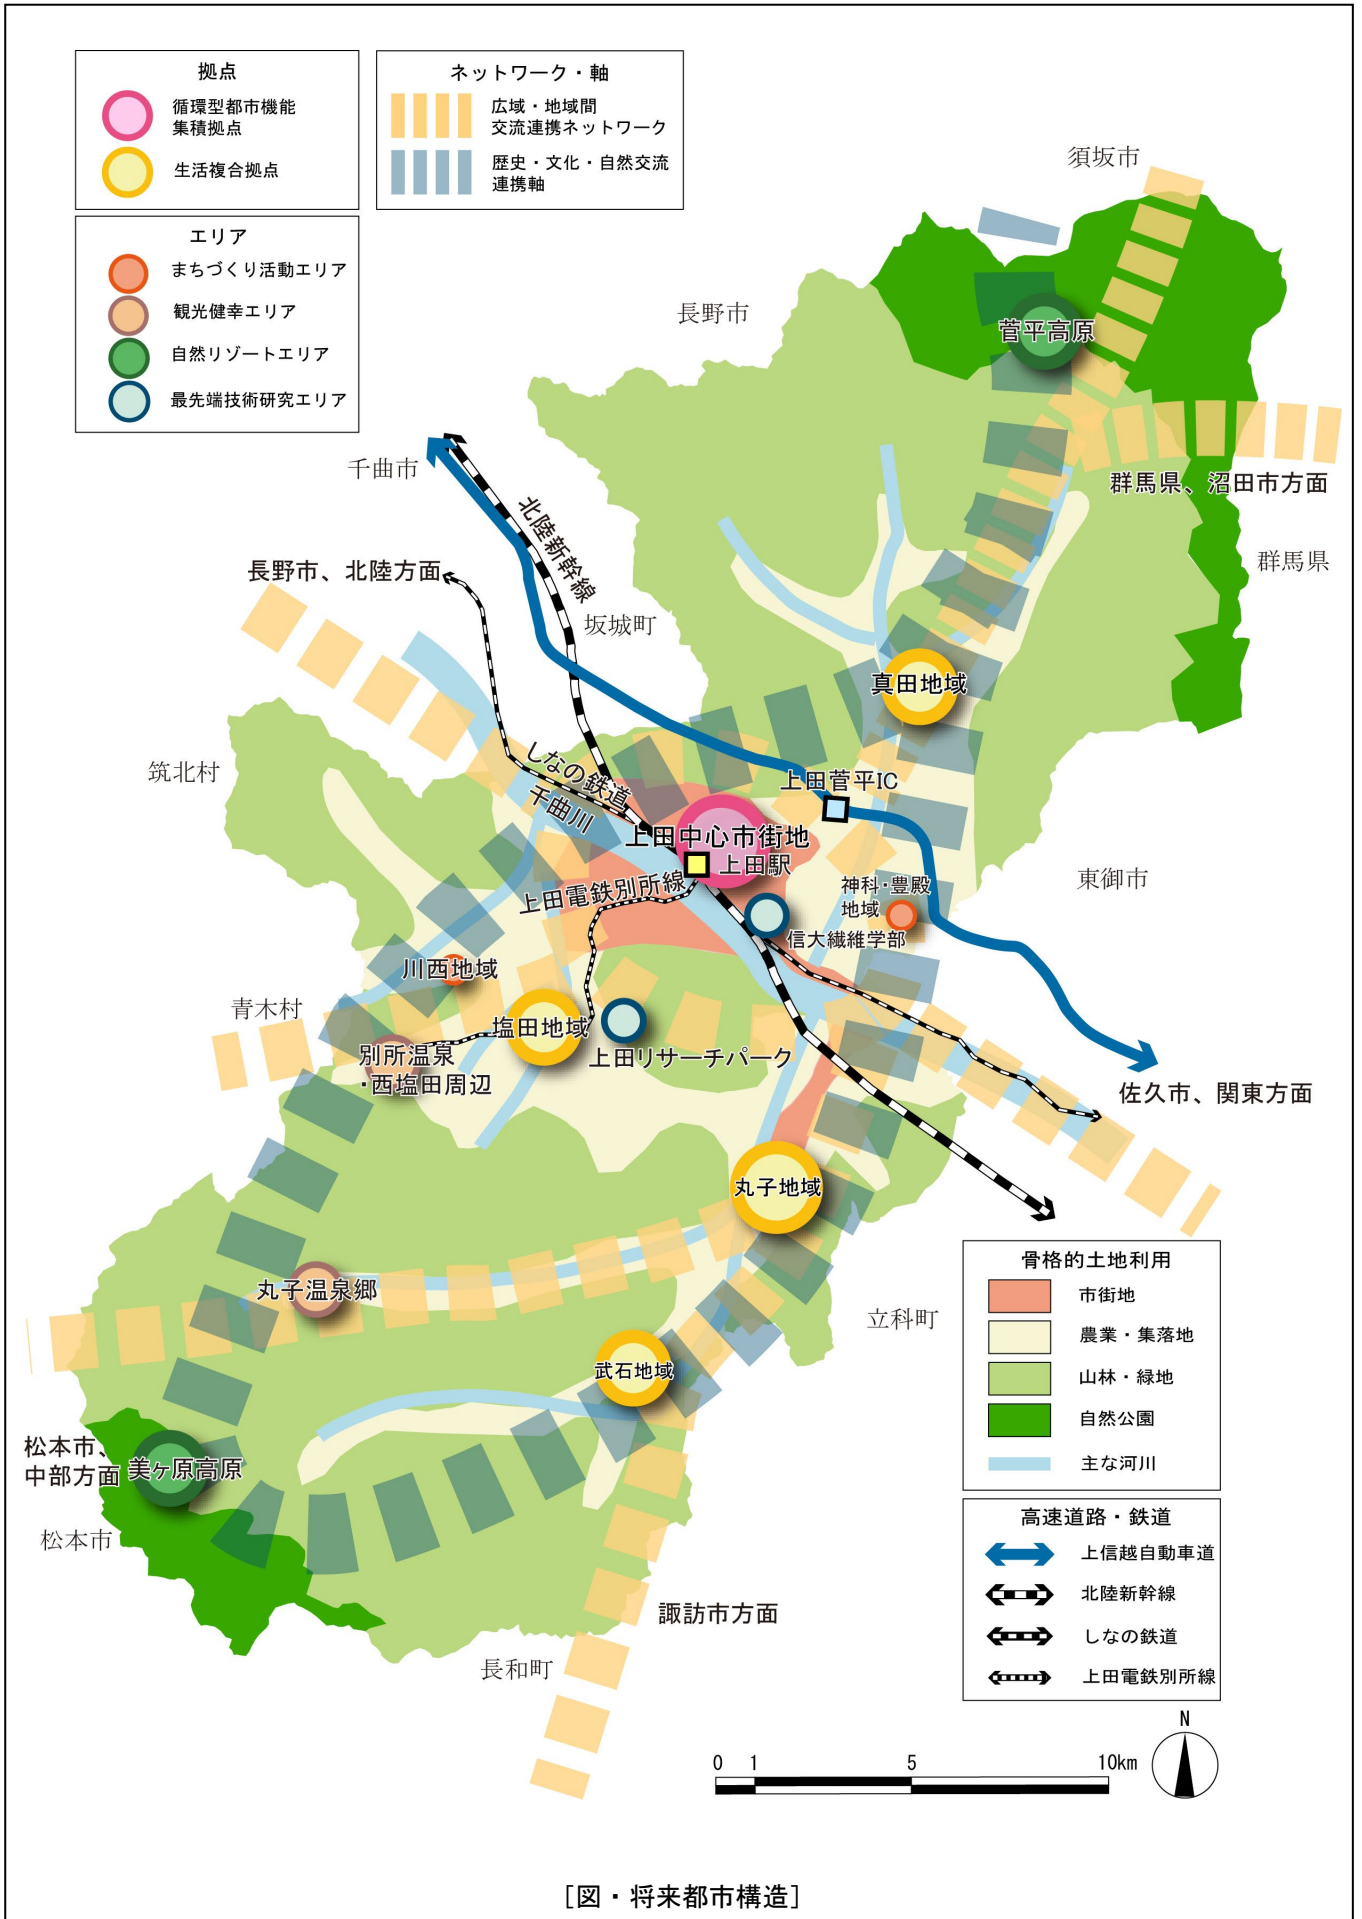 拠点
循環型都市機能
集積拠点
生活複合拠点
ネットワーク・軸
広域・地域間
交流連携ネットワーク
歴史・文化・自然交流
連携軸
エリア
まちづくり活動エリア
観光健幸エリア
自然リゾートエリア
最先端技術研究エリア
須坂市
長野市
菅平高原
千曲市
群馬県、沼田市方面
北陸新幹線
群馬県
長野市、北陸方面
坂城町
真田地域
筑北村
しなの鉄道
千曲川
上田菅平IC
上田中心市街地
上田駅
上田電鉄別所線
神科・豊殿
地域
東御市
信大繊維学部
川西地域
青木村
塩田地域
別所温泉
・西塩田周辺
上田リサーチパーク
佐久市、関東方面
丸子地域
丸子温泉郷
立科町
武石地域
松本市、
中部方面
美ヶ原高原
松本市
諏訪市方面
長和町
骨格的土地利用
市街地
農業・集落地
山林・緑地
自然公園
主な河川
高速道路・鉄道
上信越自動車道
北陸新幹線
しなの鉄道
上田電鉄別所線
N
0 1 5 10km
［図・将来都市構造］